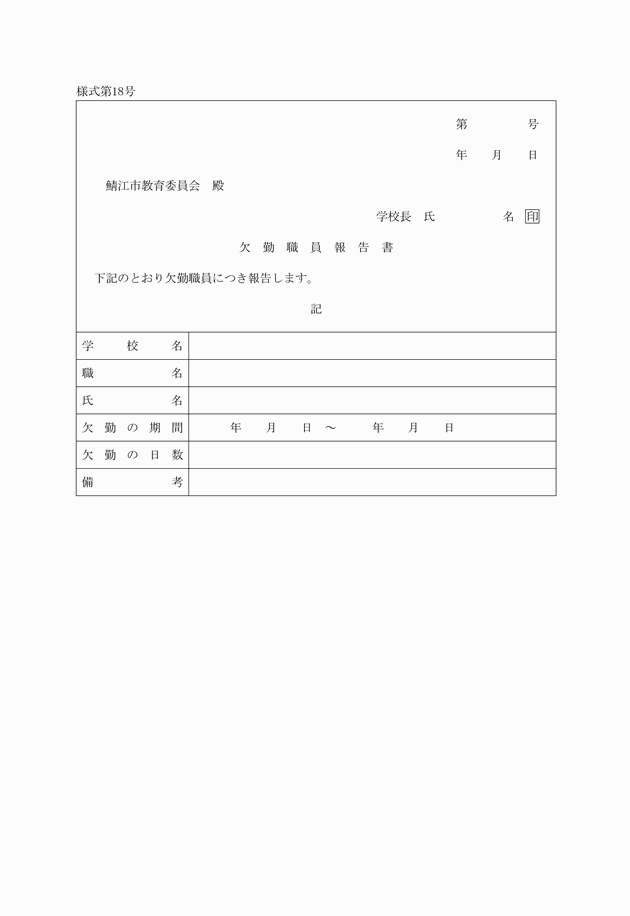 様式第18号
第　　　　　号
年　　月　　日
鯖江市教育委員会　殿
学校長　氏　　　　　　名　印
欠　勤　職　員　報　告　書
下記のとおり欠勤職員につき報告します。
記
学　校　名
職　名
氏　名
欠勤の期間　　年　　月　　日　～　　　年　　月　　日
欠勤の日数
備　考